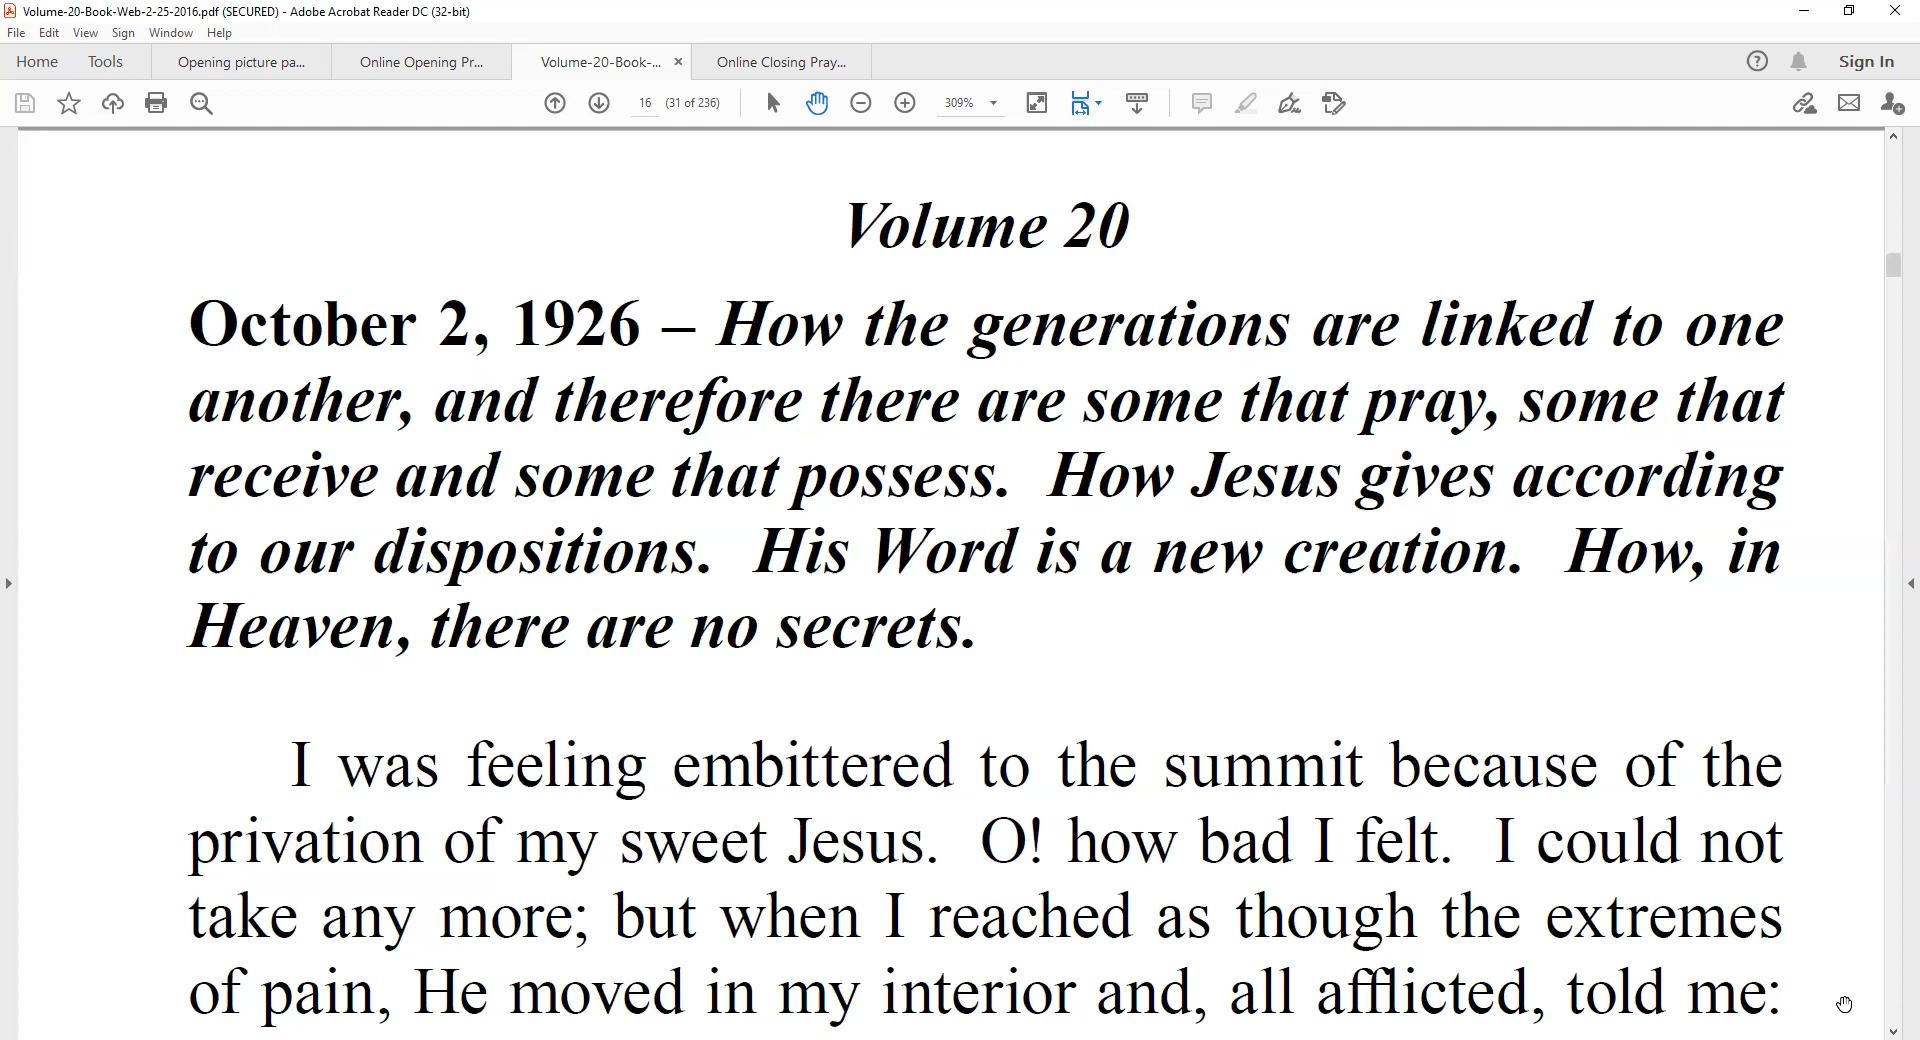 Volume-20-Book-Web-2-25-2016.pdf (SECURED) - Adobe Acrobat Reader DC (32-bit)
File Edit View Sign Window Help
Home Tools Opening picture pa... Online Opening Pr... Volume-20-Book-... × Online Closing Pray... Sign In
16 (31 of 236) 309%
Volume 20
October 2, 1926 – How the generations are linked to one
another, and therefore there are some that pray, some that
receive and some that possess. How Jesus gives according
to our dispositions. His Word is a new creation. How, in
Heaven, there are no secrets.
I was feeling embittered to the summit because of the
privation of my sweet Jesus. O! how bad I felt. I could not
take any more; but when I reached as though the extremes
of pain, He moved in my interior and, all afflicted, told me: